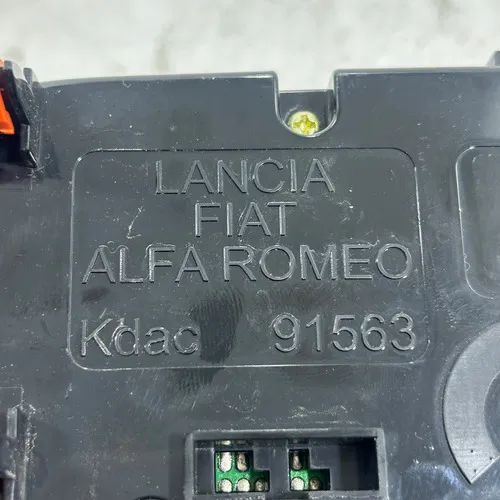 LANCIA
FIAT
ALFA ROMEO
Kdac 91563